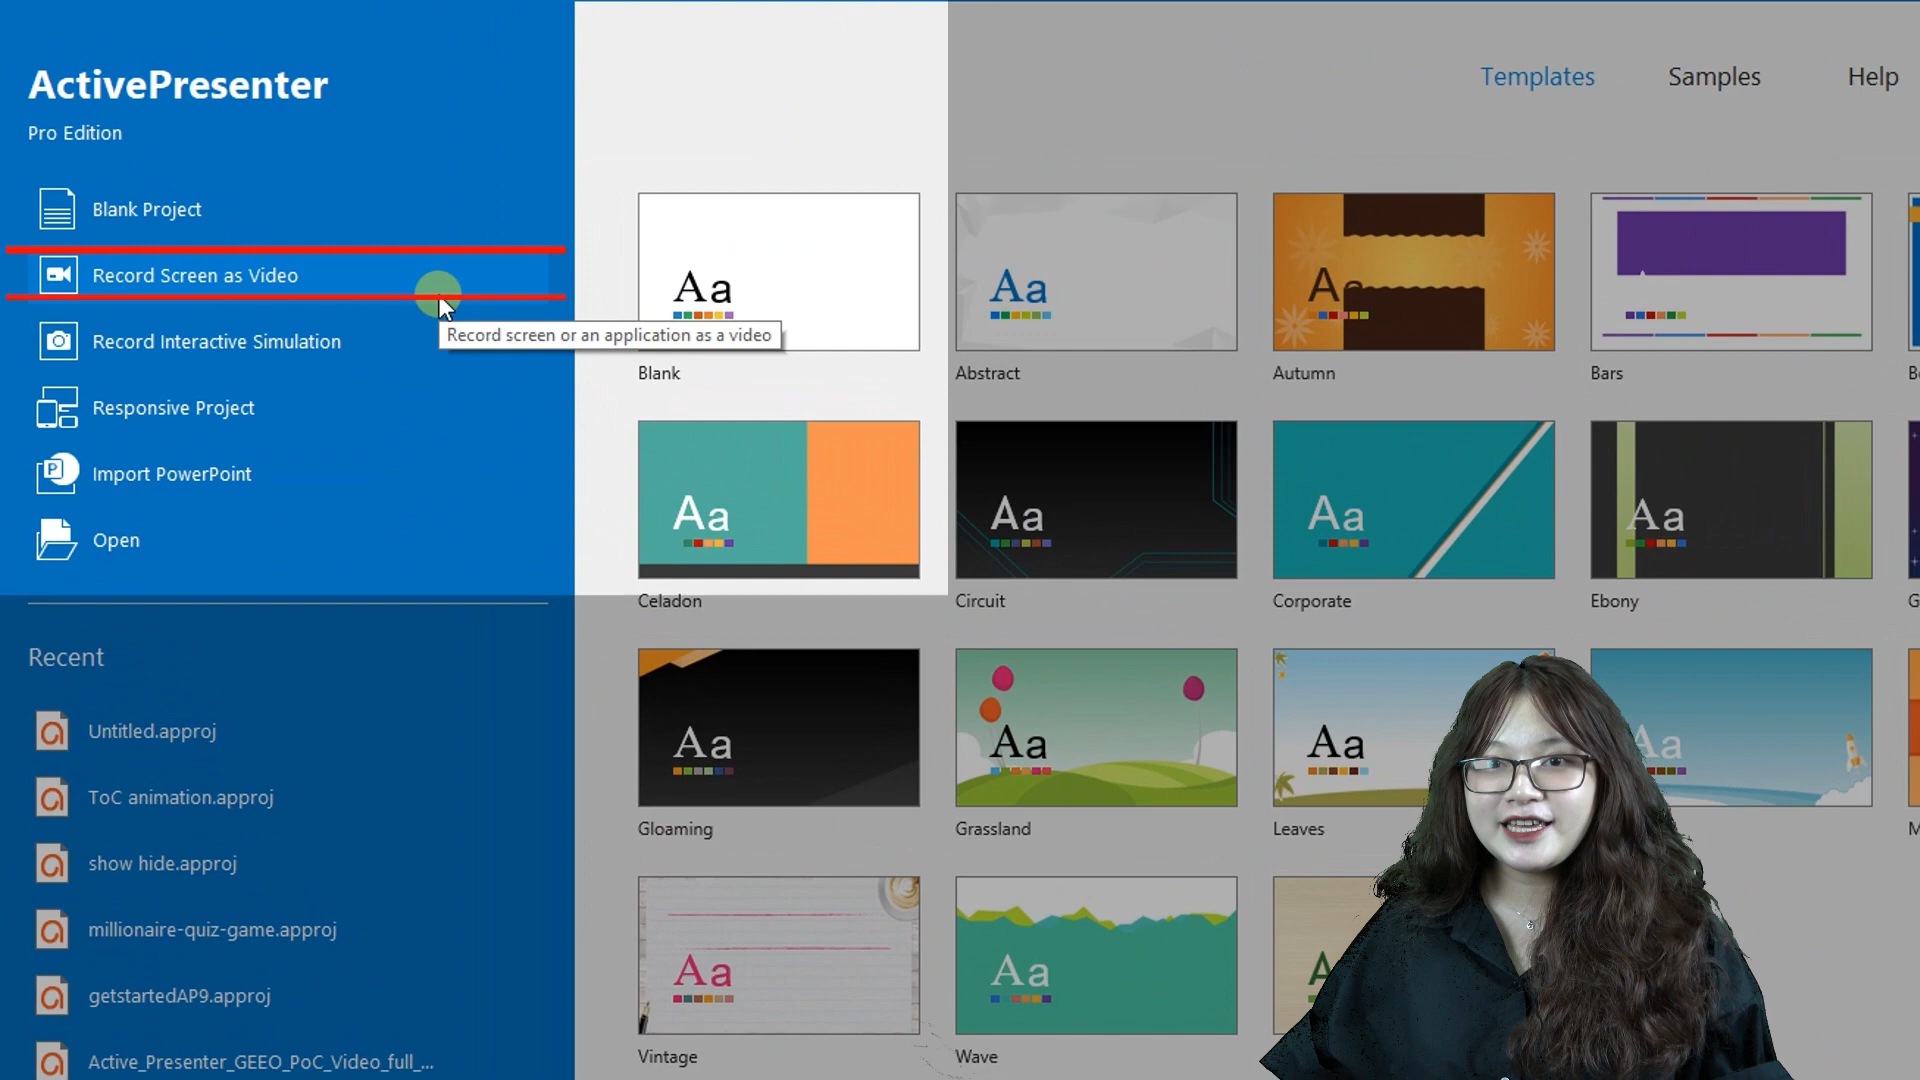 ActivePresenter
Pro Edition
Blank Project
Record Screen as Video
Record Interactive Simulation
Responsive Project
Import PowerPoint
Open
Recent
Untitled.approj
ToC animation.approj
show hide.approj
millionaire-quiz-game.approj
getstartedAP9.approj
Active_Presenter_GEEO_PoC_Video_full_...
Record screen or an application as a video
Templates Samples Help
Aa Aa Aa
Blank Abstract Autumn Bars
Aa Aa Aa Aa
Celadon Circuit Corporate Ebony
Aa Aa Aa Aa
Gloaming Grassland Leaves
Aa Aa
Vintage Wave